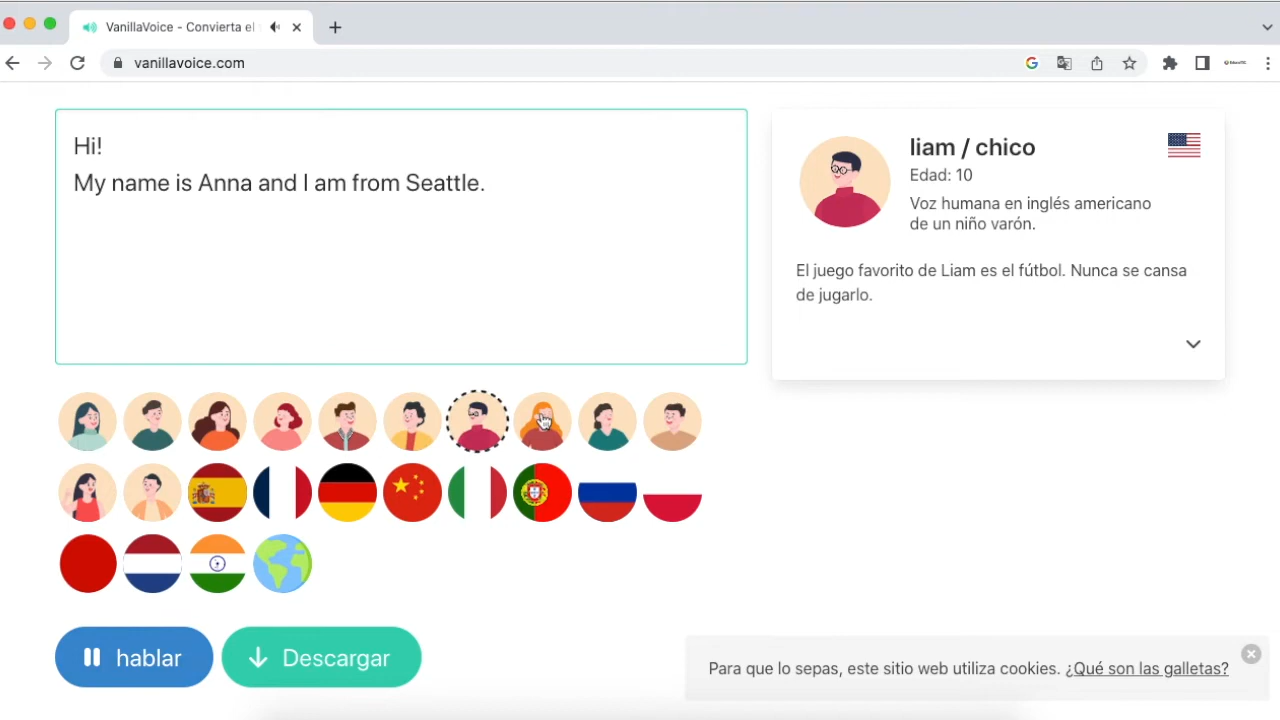 VanillaVoice - Convierta el
vanillavoice.com
Hi!
My name is Anna and I am from Seattle.
liam / chico
Edad: 10
Voz humana en inglés americano
de un niño varón.
El juego favorito de Liam es el fútbol. Nunca se cansa
de jugarlo.
hablar
Descargar
Para que lo sepas, este sitio web utiliza cookies. ¿Qué son las galletas?